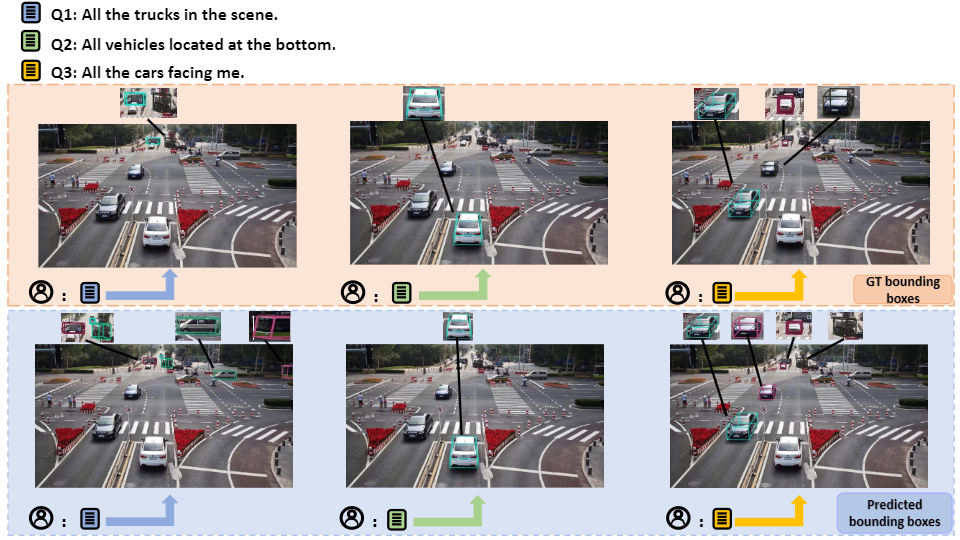 Q1: All the trucks in the scene.
Q2: All vehicles located at the bottom.
Q3: All the cars facing me.
:
:
:
GT bounding
boxes
:
:
:
Predicted
bounding boxes